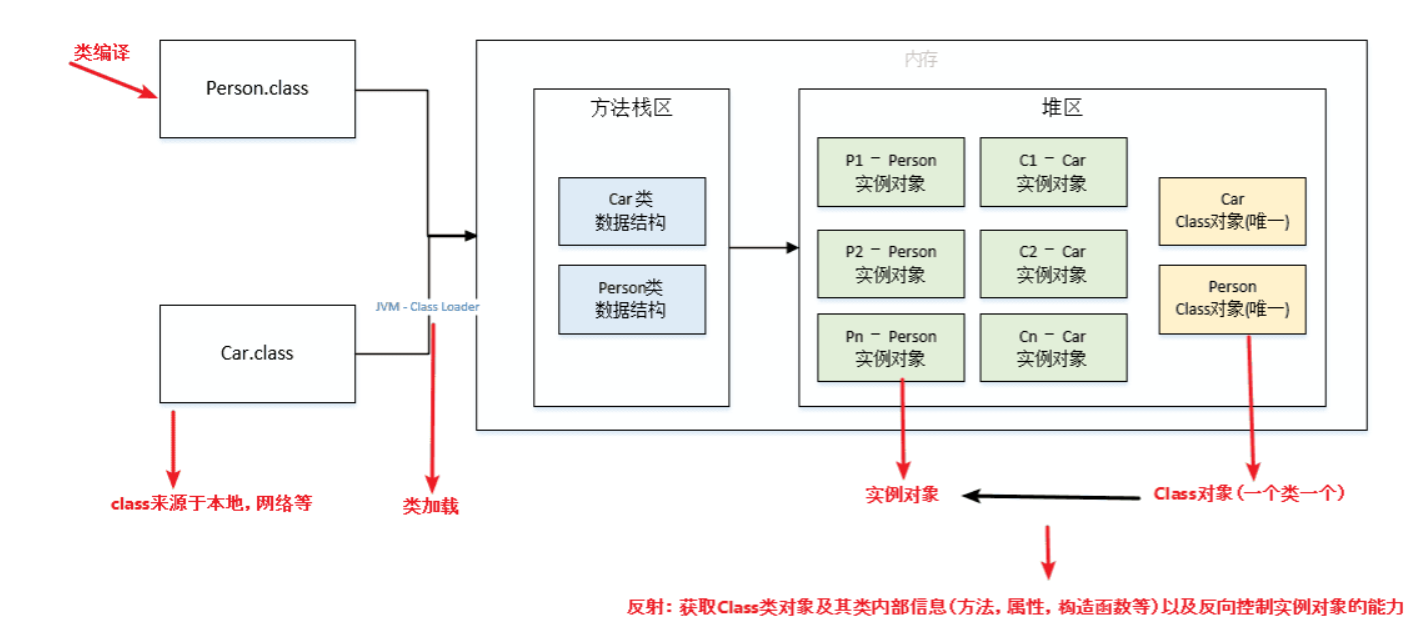 类编译
Person.class
内存
方法栈区
堆区
P1 – Person
实例对象
C1 – Car
实例对象
Car 类
数据结构
Car
Class对象(唯一)
P2 – Person
实例对象
C2 – Car
实例对象
Person类
数据结构
Person
Class对象(唯一)
JVM - Class Loader
Pn – Person
实例对象
Cn – Car
实例对象
Car.class
class来源于本地,网络等
类加载
实例对象
Class对象(一个类一个)
反射：获取Class类对象及其类内部信息(方法,属性,构造函数等)以及反向控制实例对象的能力